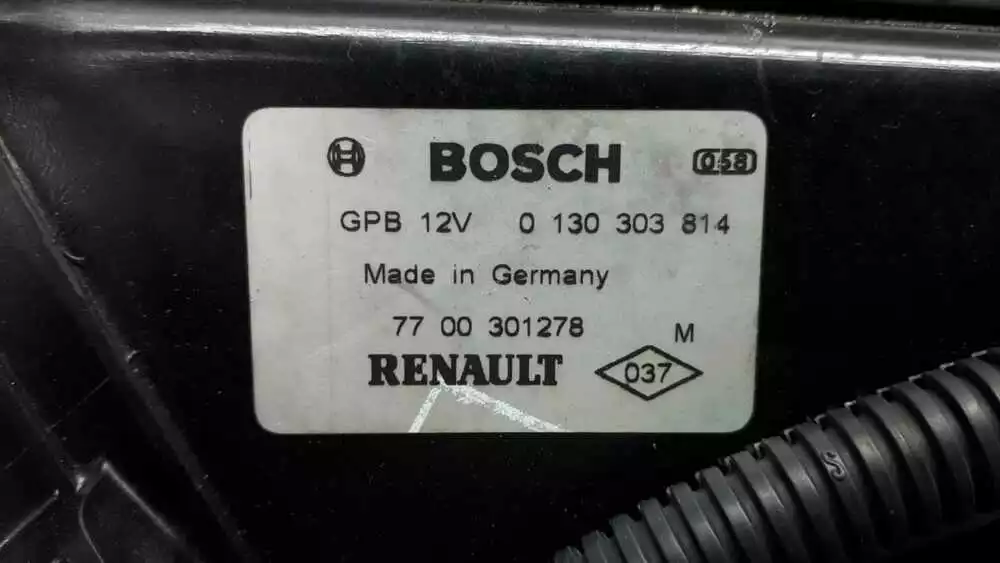 BOSCH 058
GPB 12V 0 130 303 814
Made in Germany
77 00 301278 M
RENAULT 037
S